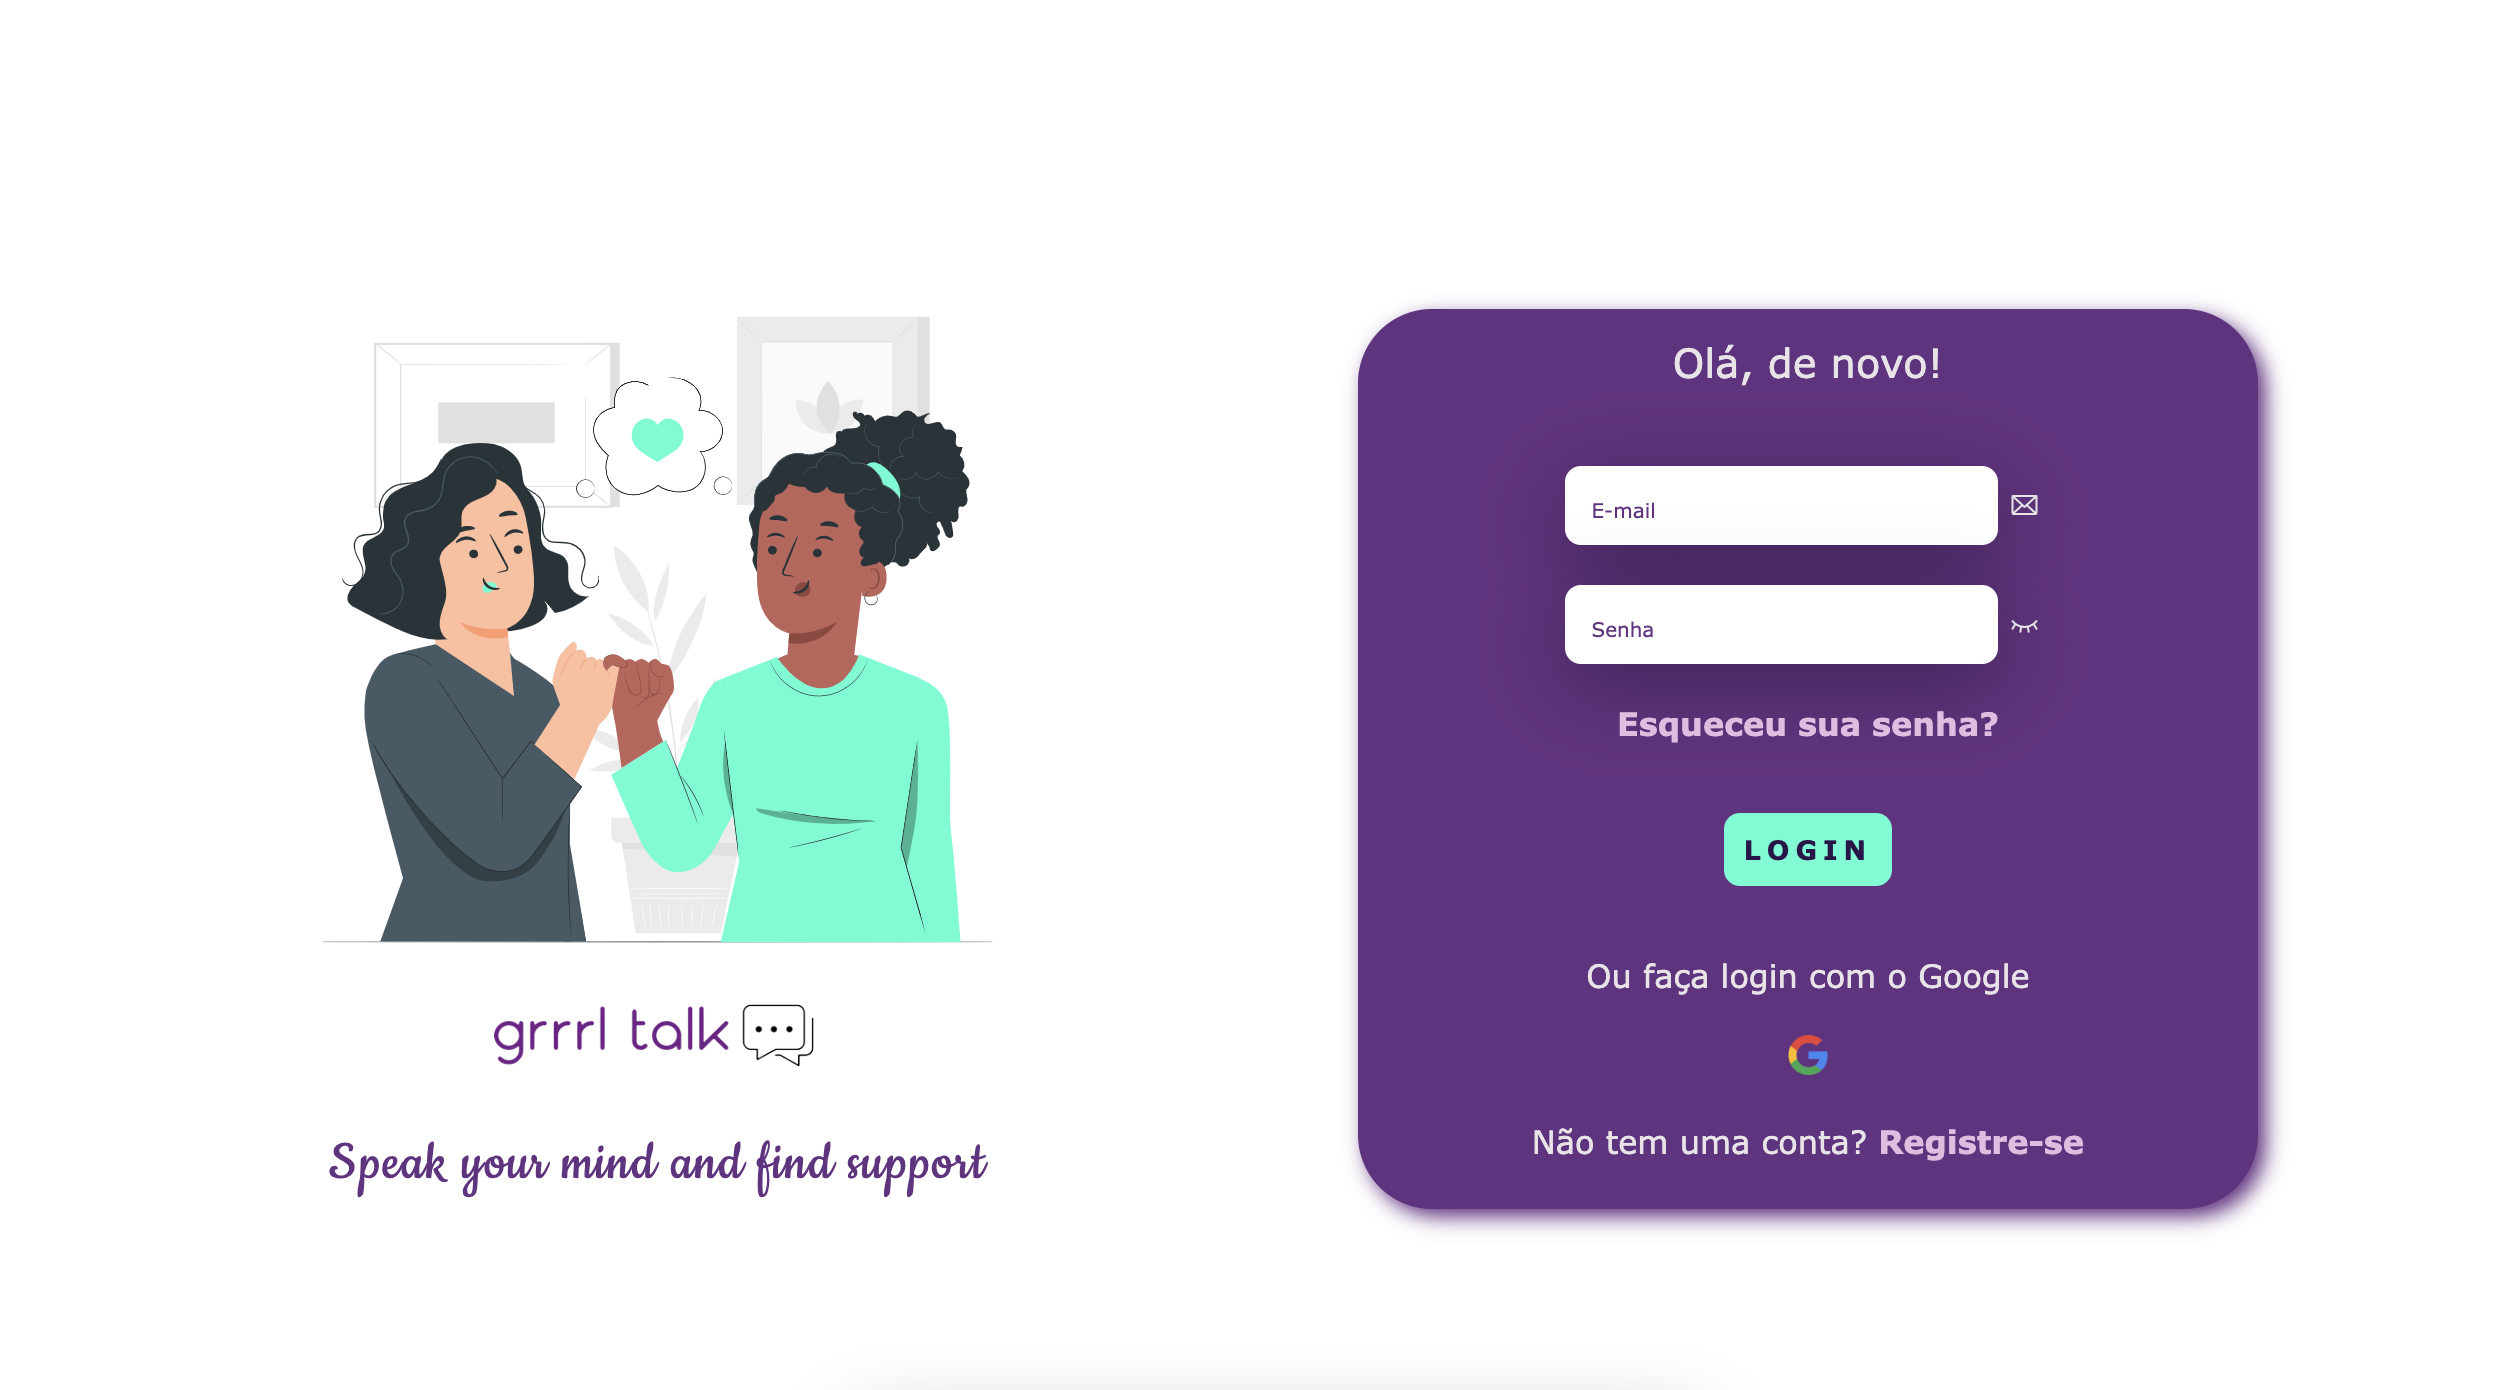 grrrl talk
Speak your mind and find support
Olá, de novo!
E-mail
Senha
Esqueceu sua senha?
LOGIN
Ou faça login com o Google
Não tem uma conta? Registre-se